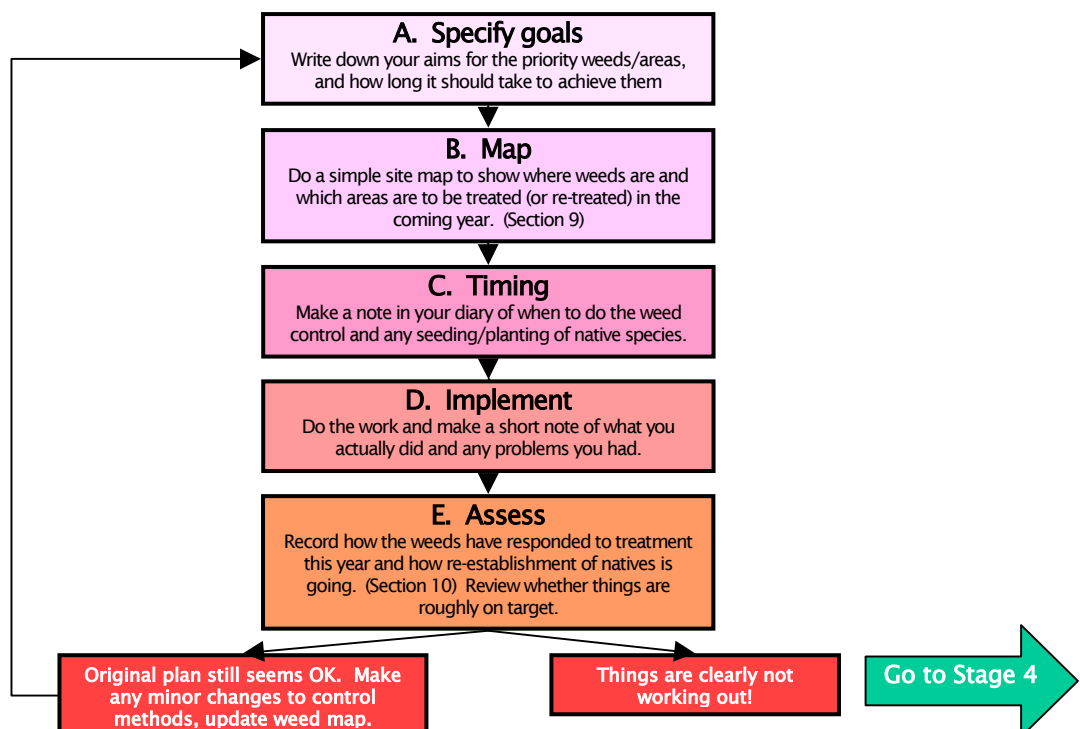 A. Specify goals
Write down your aims for the priority weeds/areas,
and how long it should take to achieve them
B. Map
Do a simple site map to show where weeds are and
which areas are to be treated (or re-treated) in the
coming year. (Section 9)
C. Timing
Make a note in your diary of when to do the weed
control and any seeding/planting of native species.
D. Implement
Do the work and make a short note of what you
actually did and any problems you had.
E. Assess
Record how the weeds have responded to treatment
this year and how re-establishment of natives is
going. (Section 10) Review whether things are
roughly on target.
Original plan still seems OK. Make
any minor changes to control
methods, update weed map.
Things are clearly not
working out!
Go to Stage 4